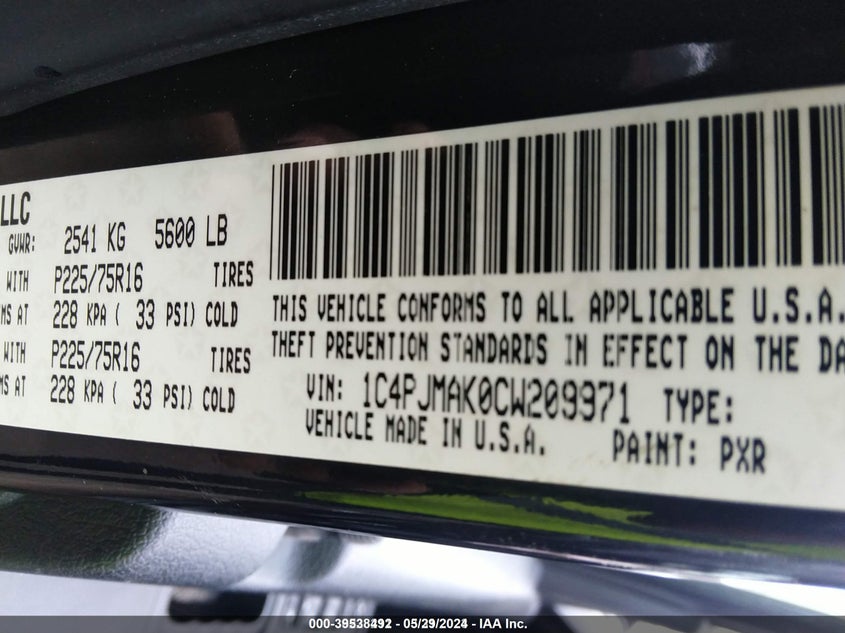 LLC
GVWR: 2541 KG 5600 LB
WITH P225/75R16 TIRES
MS AT 228 KPA ( 33 PSI) COLD
WITH P225/75R16 TIRES
MS AT 228 KPA ( 33 PSI) COLD
THIS VEHICLE CONFORMS TO ALL APPLICABLE U.S.A.
THEFT PREVENTION STANDARDS IN EFFECT ON THE DA
VIN: 1C4PJMAK0CW209971 TYPE:
VEHICLE MADE IN U.S.A. PAINT: PXR
000-39538492 - 05/29/2024 - IAA Inc.